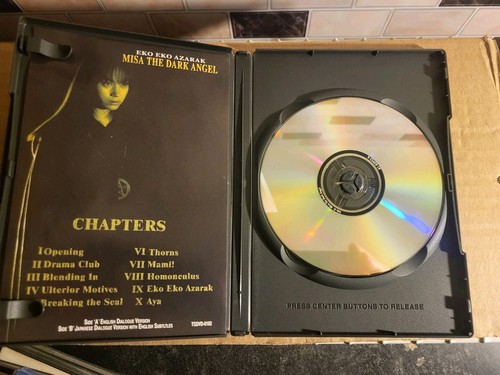 EKO EKO AZARAK
MISA THE DARK ANGEL
CHAPTERS
I Opening
II Drama Club
III Blending In
IV Ulterior Motives
Breaking the Seal
VI Thorns
VII Mami!
VIII Homonculus
IX Eko Eko Azarak
X Aya
SIDE 'A' ENGLISH DIALOGUE VERSION
SIDE 'B' JAPANESE DIALOGUE VERSION WITH ENGLISH SUBTITLES
PRESS CENTER BUTTONS TO RELEASE